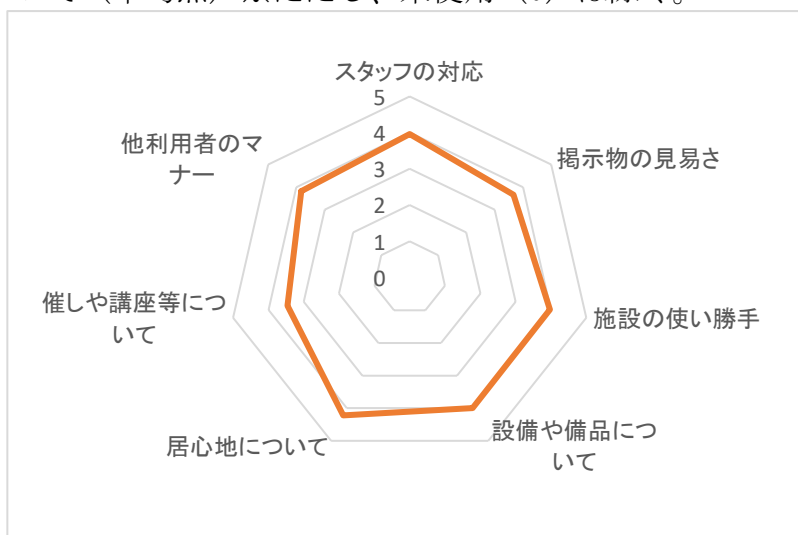 スタッフの対応
5
4
3
2
1
0
掲示物の見易さ
施設の使い勝手
設備や備品につ
いて
居心地について
催しや講座等につ
いて
他利用者のマ
ナー